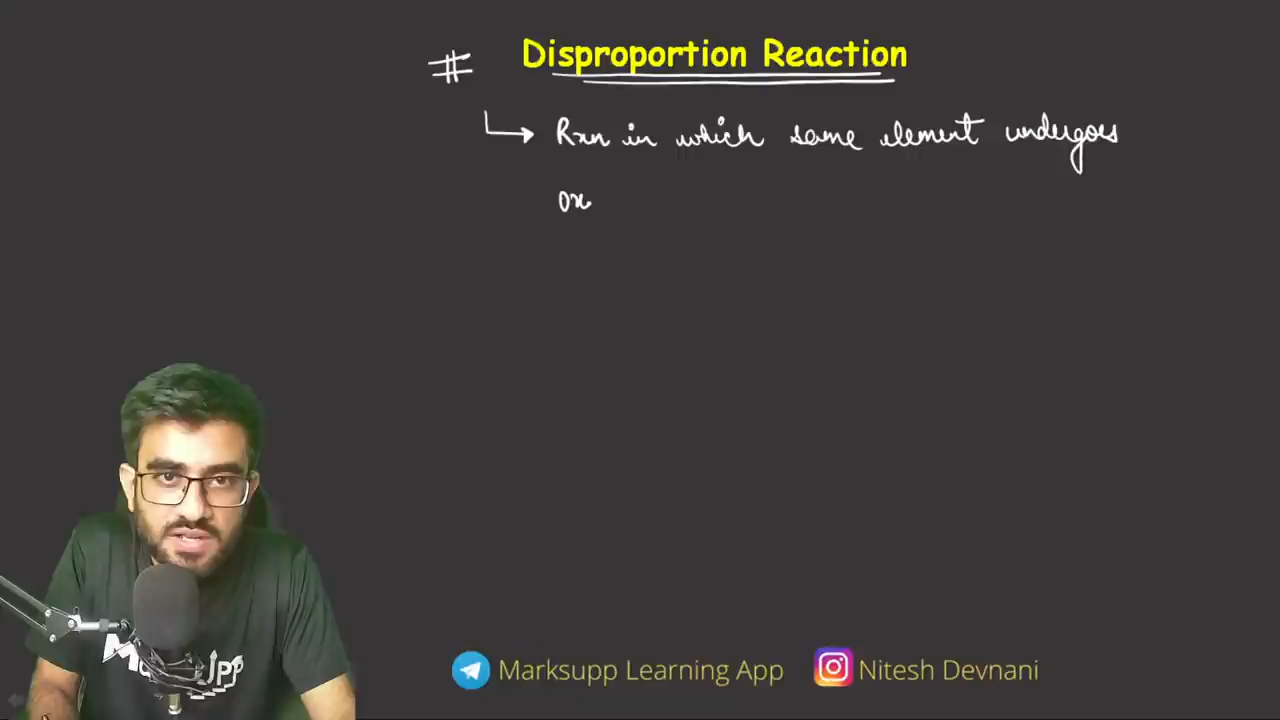 # Disproportion Reaction
Rxn in which same element undergoes
ox
Marksupp Learning App
Nitesh Devnani